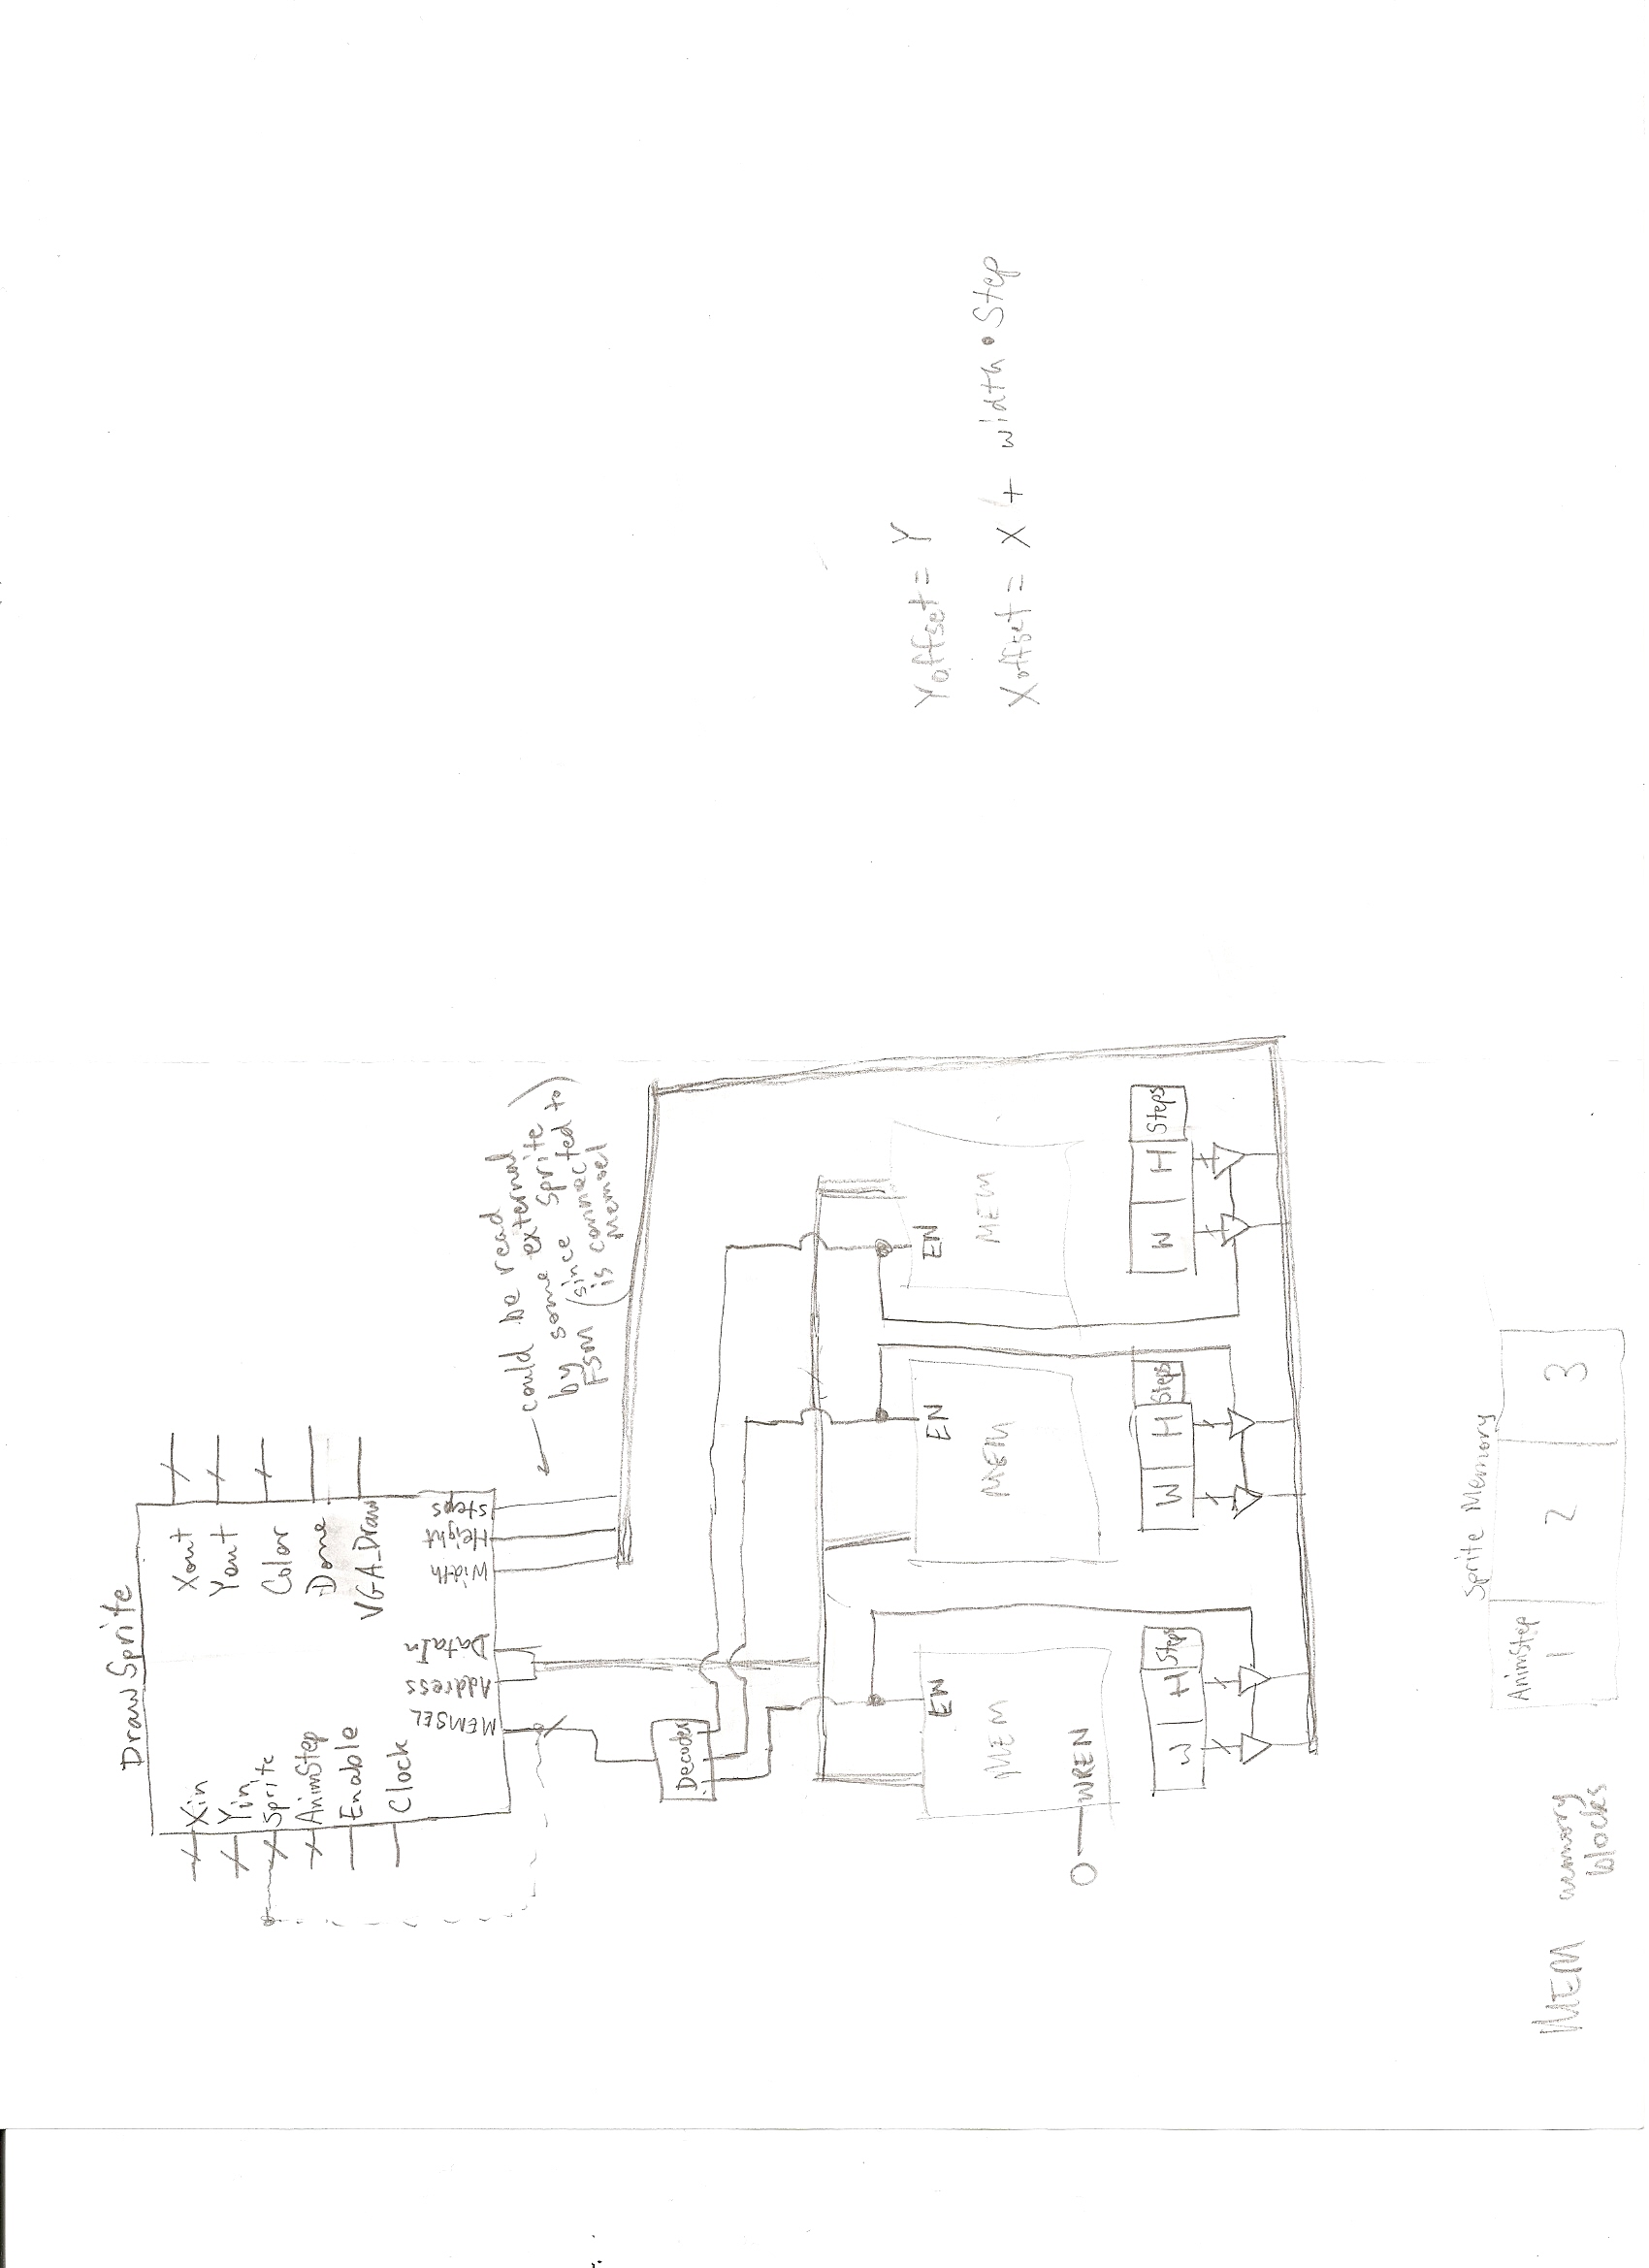 Draw Sprite
Xin
Yin
Sprite
AnimStep
Enable
Clock
Xout
Yout
Color
Done
VGA_Draw
MEMSEL
Address
DataIn
Width
Height
Steps
could be read
by some external
FSM (since sprite
is connected to
memsel)
Decoder
EN
EN
EN
MEM
MEM
MEM
WREN
0
W H Steps
W H Steps
W H Steps
Yoffset = Y
Xoffset = X + width • Step
Sprite Memory
AnimStep
1 2 3
MEM memory
blocks